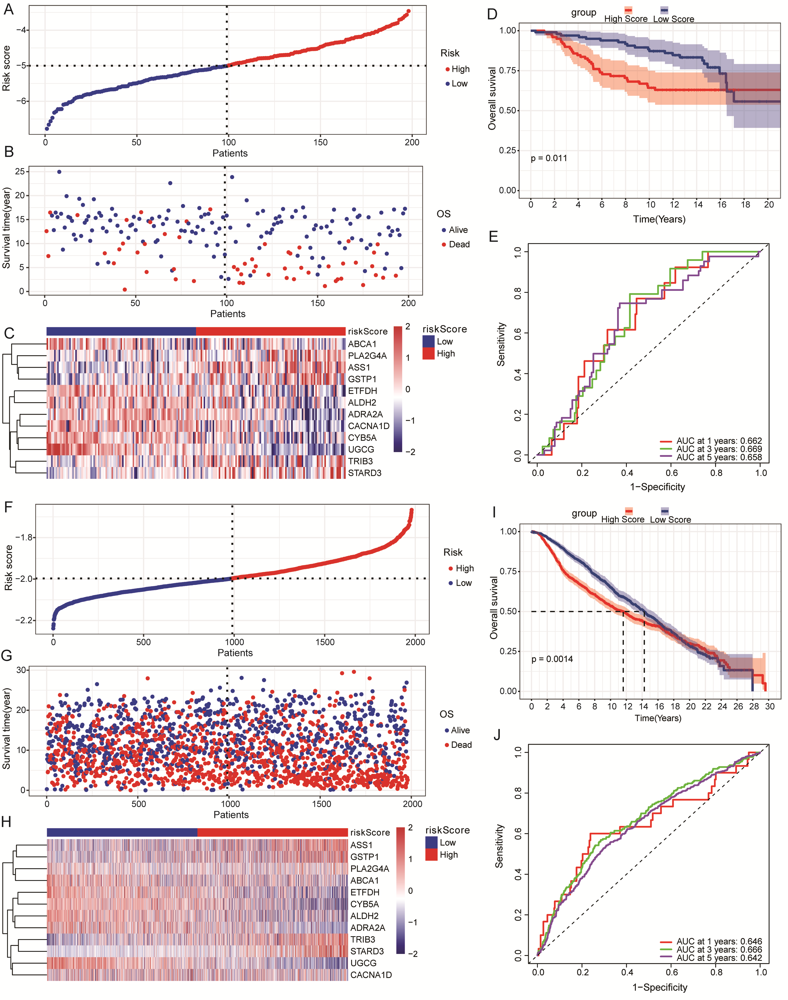 A
Risk score
−4
−5
−6
0 50 100 150 200
Patients
Risk
High
Low
B
Survival time(year)
25
20
15
10
5
0
0 50 100 150 200
Patients
OS
Alive
Dead
C
riskScore
ABCA1
PLA2G4A
ASS1
GSTP1
ETFDH
ALDH2
ADRA2A
CACNA1D
CYB5A
UGCG
TRIB3
STARD3
2
1
0
−1
−2
riskScore
Low
High
D
group
High Score Low Score
Overall suvival
1.00
0.75
0.50
0.25
0.00
p = 0.011
0 2 4 6 8 10 12 14 16 18 20
Time(Years)
E
Sensitivity
1.0
0.8
0.6
0.4
0.2
0.0
AUC at 1 years: 0.662
AUC at 3 years: 0.669
AUC at 5 years: 0.658
0.0 0.2 0.4 0.6 0.8 1.0
1−Specificity
F
Risk score
−1.8
−2.0
−2.2
0 500 1000 1500 2000
Patients
Risk
High
Low
G
Survival time(year)
30
20
10
0
0 500 1000 1500 2000
Patients
OS
Alive
Dead
H
riskScore
ASS1
GSTP1
PLA2G4A
ABCA1
ETFDH
CYB5A
ALDH2
ADRA2A
TRIB3
STARD3
UGCG
CACNA1D
2
1
0
−1
−2
riskScore
Low
High
I
group
High Score Low Score
Overall suvival
1.00
0.75
0.50
0.25
0.00
p = 0.0014
0 2 4 6 8 10 12 14 16 18 20 22 24 26 28 30
Time(Years)
J
Sensitivity
1.0
0.8
0.6
0.4
0.2
0.0
AUC at 1 years: 0.646
AUC at 3 years: 0.666
AUC at 5 years: 0.642
0.0 0.2 0.4 0.6 0.8 1.0
1−Specificity